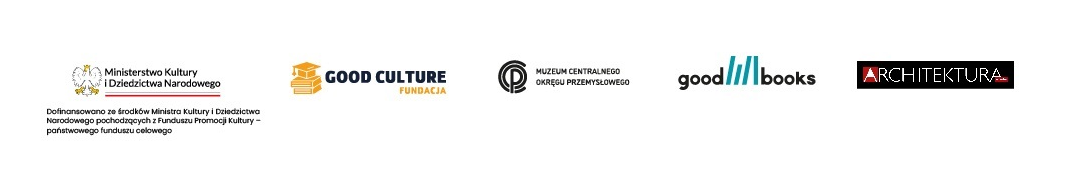 Ministerstwo Kultury
i Dziedzictwa Narodowego
Dofinansowano ze środków Ministra Kultury i Dziedzictwa
Narodowego pochodzących z Funduszu Promocji Kultury –
państwowego funduszu celowego
GOOD CULTURE
FUNDACJA
MUZEUM CENTRALNEGO
OKRĘGU PRZEMYSŁOWEGO
good books
ARCHITEKTURA